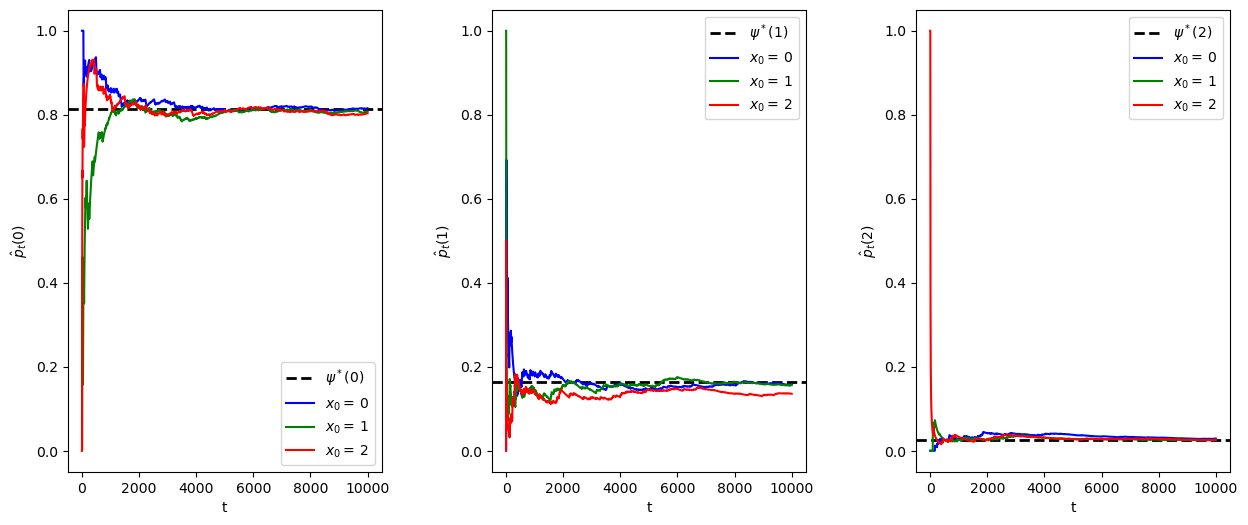 1.0
0.8
0.6
0.4
0.2
0.0
p̂ₜ(0)
0 2000 4000 6000 8000 10000
t
ψ*(0)
x₀ = 0
x₀ = 1
x₀ = 2
1.0
0.8
0.6
0.4
0.2
0.0
p̂ₜ(1)
0 2000 4000 6000 8000 10000
t
ψ*(1)
x₀ = 0
x₀ = 1
x₀ = 2
1.0
0.8
0.6
0.4
0.2
0.0
p̂ₜ(2)
0 2000 4000 6000 8000 10000
t
ψ*(2)
x₀ = 0
x₀ = 1
x₀ = 2